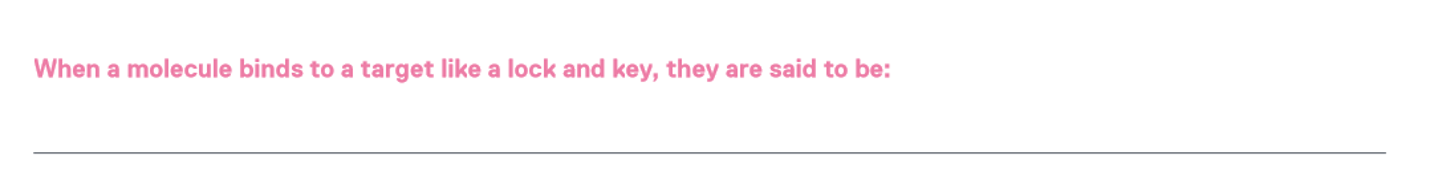 When a molecule binds to a target like a lock and key, they are said to be: